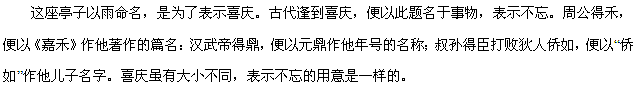 这座亭子以雨命名，是为了表示喜庆。古代逢到喜庆，便以此题名于事物，表示不忘。周公得禾，
便以《嘉禾》作他著作的篇名；汉武帝得鼎，便以元鼎作他年号的名称；叔孙得臣打败狄人侨如，便以“侨
如”作他儿子名字。喜庆虽有大小不同，表示不忘的用意是一样的。